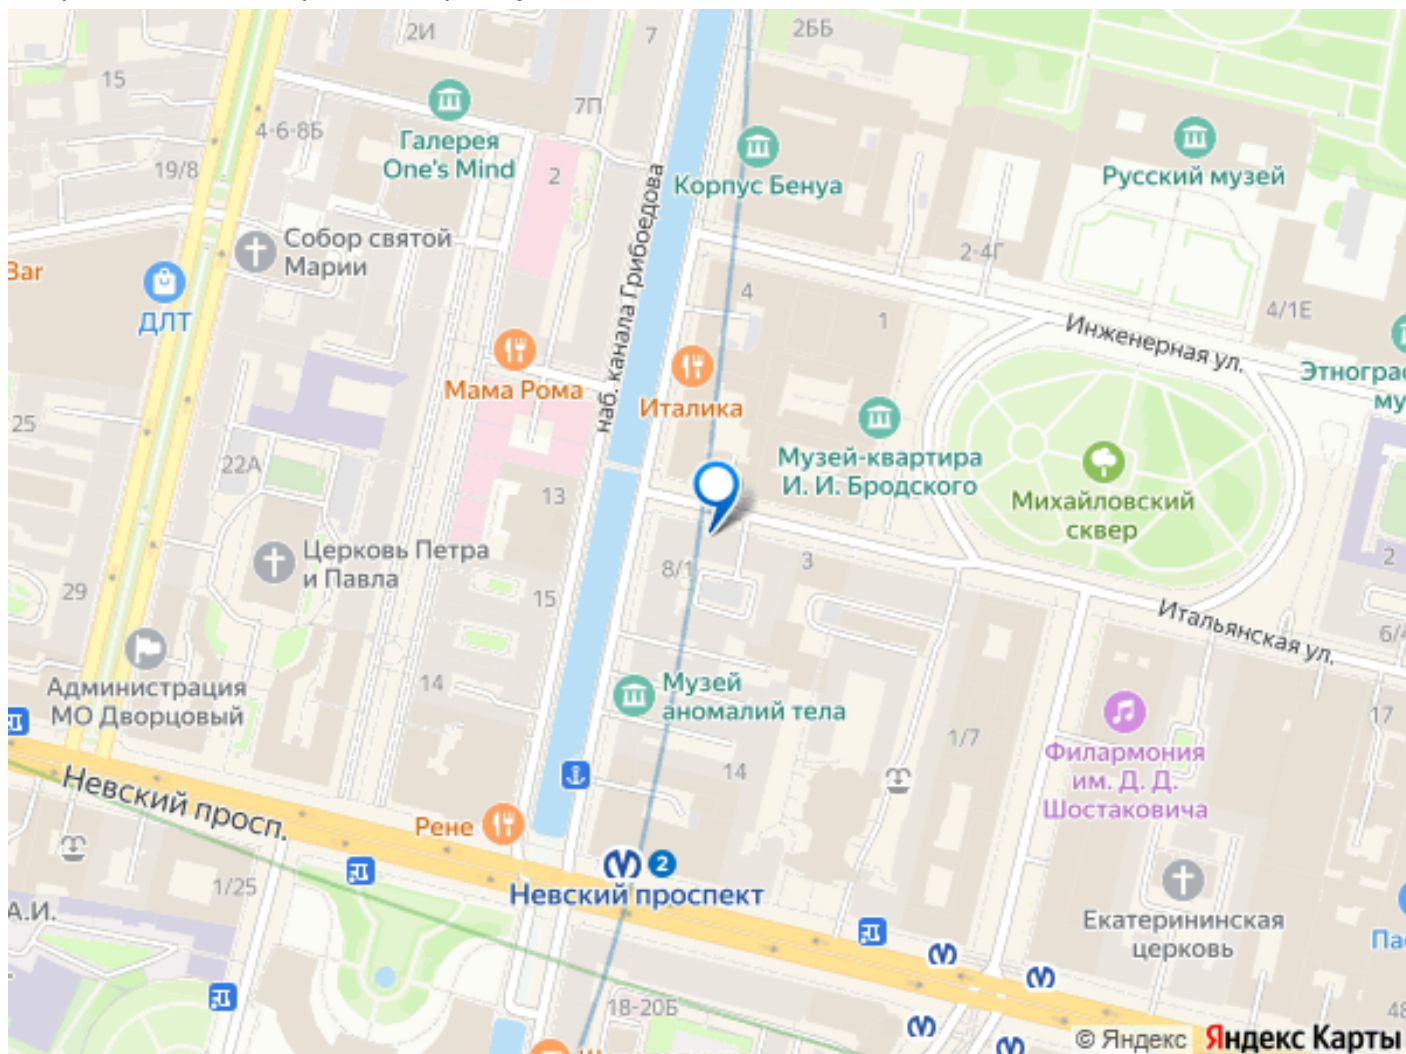 2И
7
2ББ
15
7П
4-6-8Б
Галерея
One's Mind
2
19/8
Корпус Бенуа
Русский музей
наб. канала Грибоедова
Собор святой
Марии
2-4Г
Bar
ДЛТ
4
1
4/1Е
Инженерная ул.
Мама Рома
Италика
25
22А
Музей-квартира
И. И. Бродского
Михайловский
сквер
13
Церковь Петра
и Павла
8/1
3
2
29
15
Итальянская ул.
14
Администрация
МО Дворцовый
Музей
аномалий тела
17
1/7
14
Филармония
им. Д. Д.
Шостаковича
Невский просп.
Рене
2
Невский проспект
1/25
А.И.
Екатерининская
церковь
18-20Б
© Яндекс
Яндекс Карты